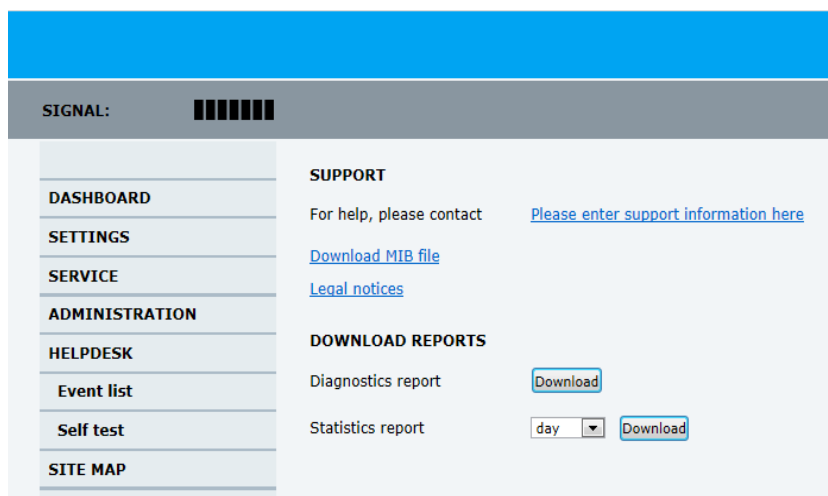 SIGNAL:
DASHBOARD
SETTINGS
SERVICE
ADMINISTRATION
HELPDESK
Event list
Self test
SITE MAP
SUPPORT
For help, please contact Please enter support information here
Download MIB file
Legal notices
DOWNLOAD REPORTS
Diagnostics report Download
Statistics report day Download